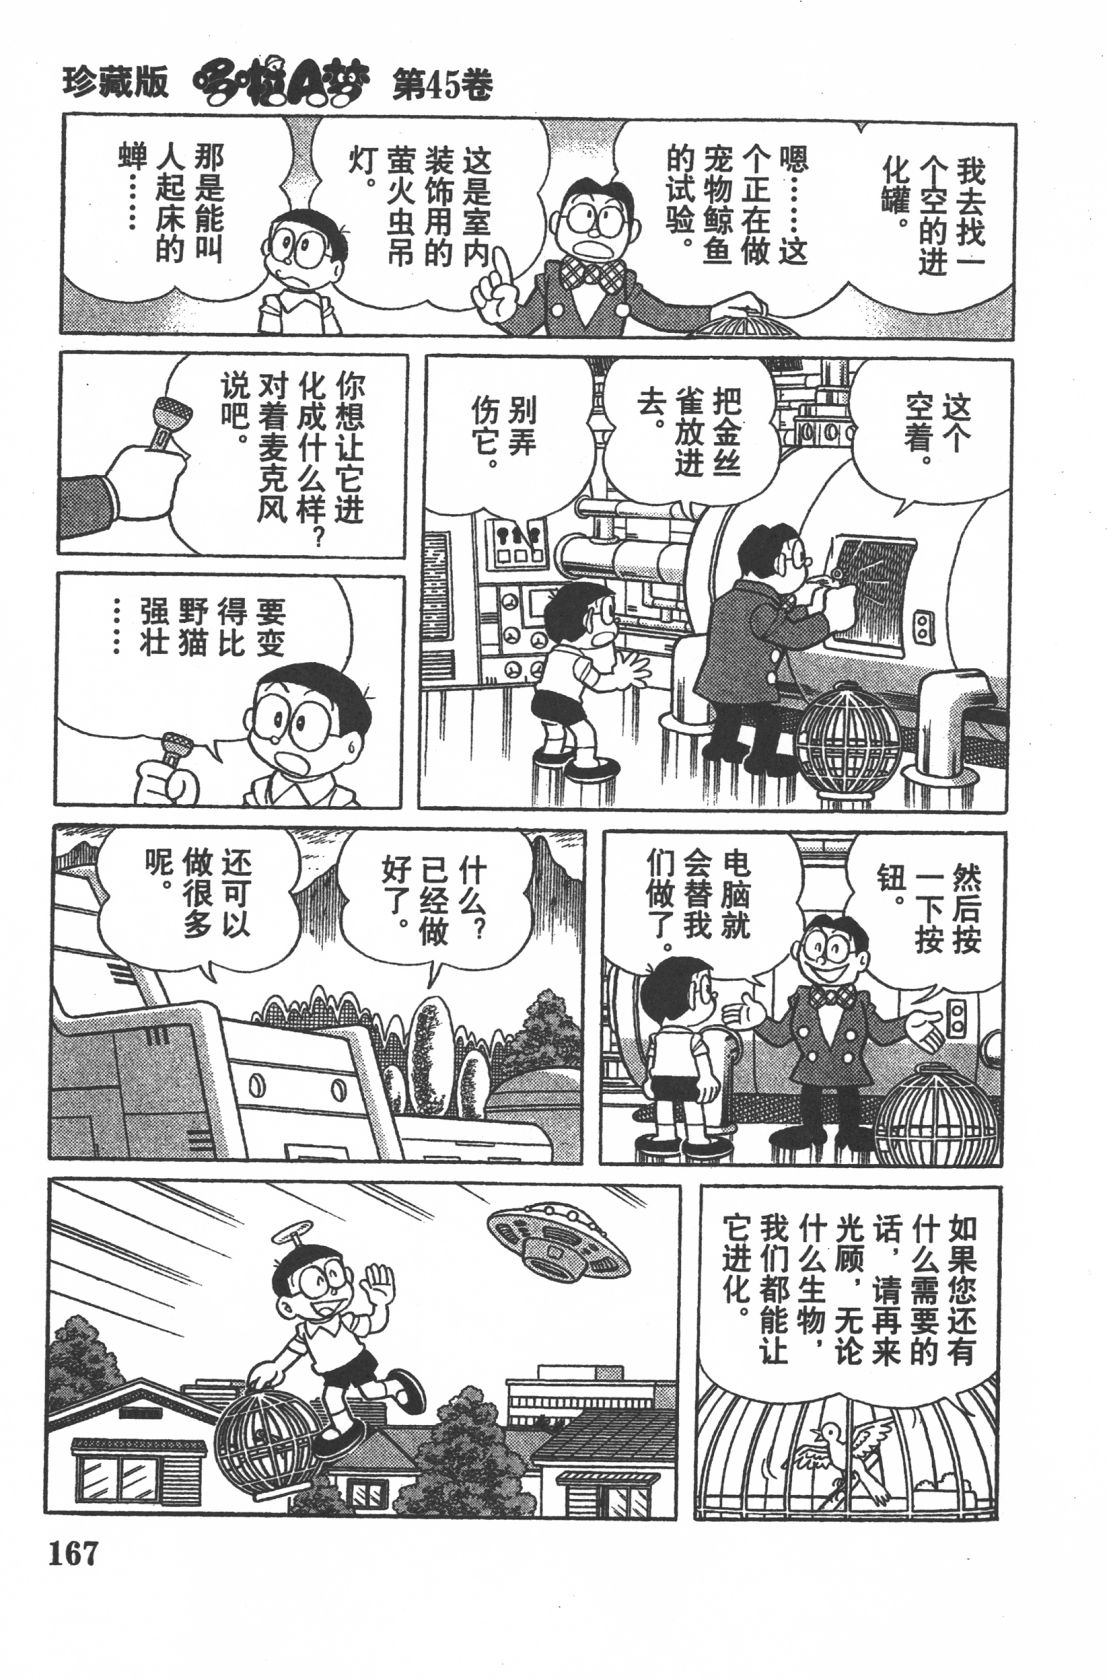 珍藏版 哆啦A梦 第45卷
我去找一
个空的进
化罐。
嗯……这
个正在做
宠物鲸鱼
的试验。
这是室内
装饰用的
萤火虫吊
灯。
那是能叫
人起床的
蝉……
这个
空着。
把金丝
雀放进
去。
别弄
伤它。
你想让它进
化成什么样?
对着麦克风
说吧。
要变
得比
野猫
强壮
……
然后按
一下按
钮。
电脑就
会替我
们做了。
什么?
已经做
好了。
还可以
做很多
呢。
如果您还有
什么需要的
话，请再来
光顾，无论
什么生物，
我们都能让
它进化。
167